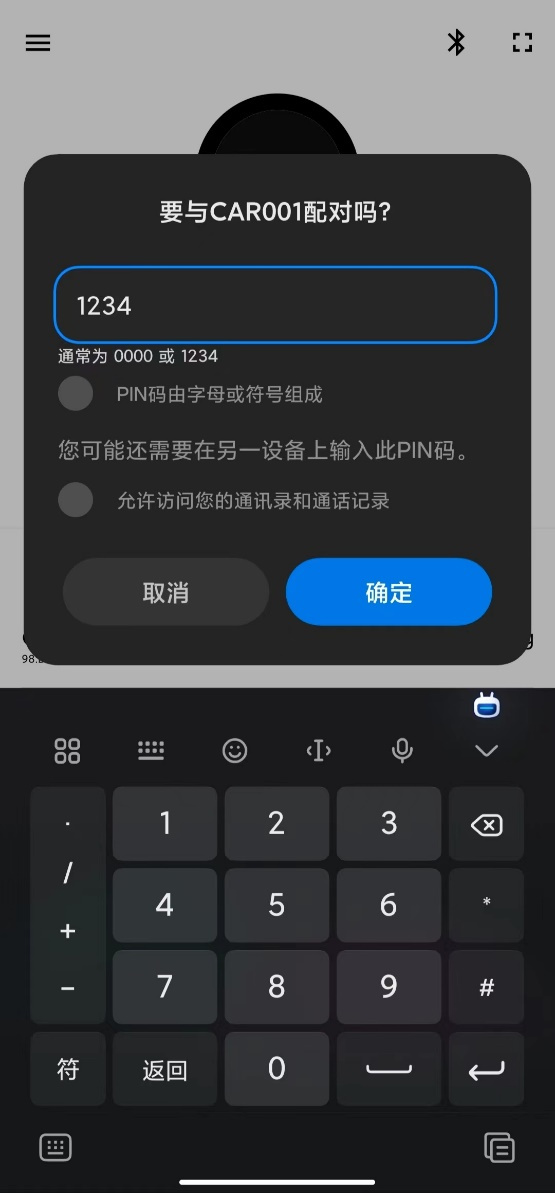 要与CAR001配对吗?
1234
通常为 0000 或 1234
PIN码由字母或符号组成
您可能还需要在另一设备上输入此PIN码。
允许访问您的通讯录和通话记录
取消 确定
98.
· 1 2 3
/
4 5 6 *
+
- 7 8 9 #
符 返回 0